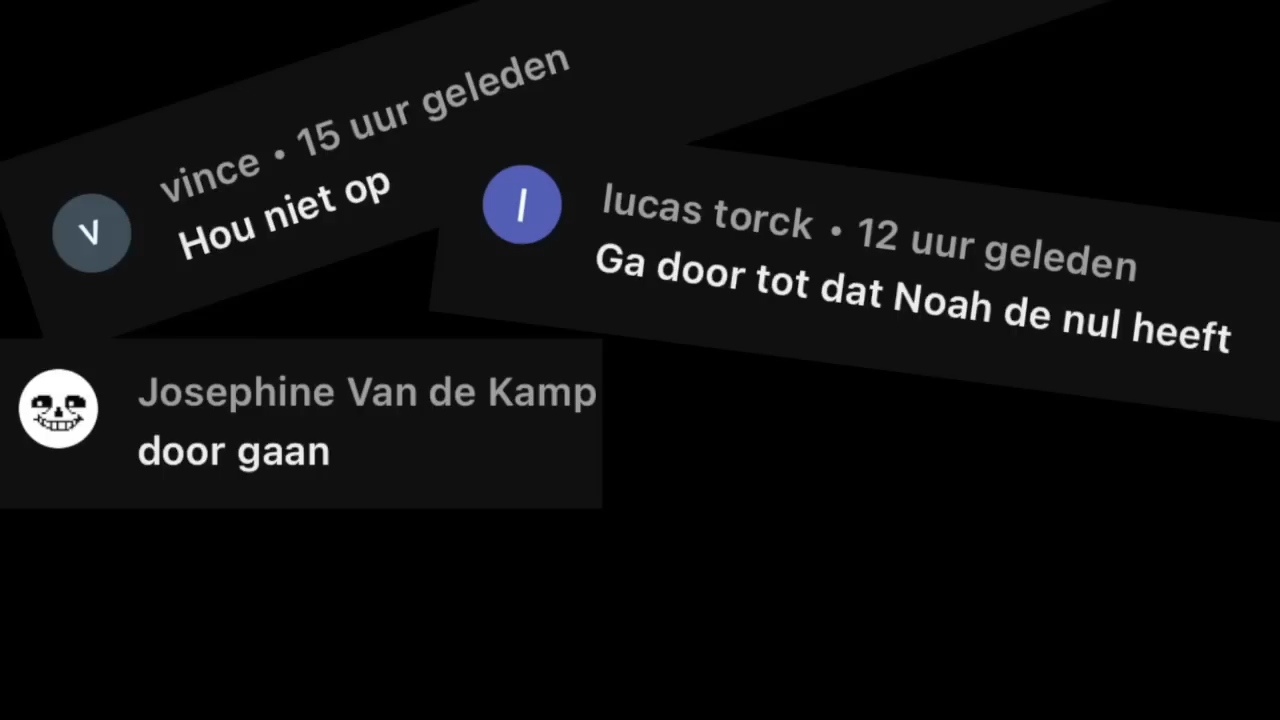 vince • 15 uur geleden
Hou niet op
v
l
lucas torck • 12 uur geleden
Ga door tot dat Noah de nul heeft
Josephine Van de Kamp
door gaan